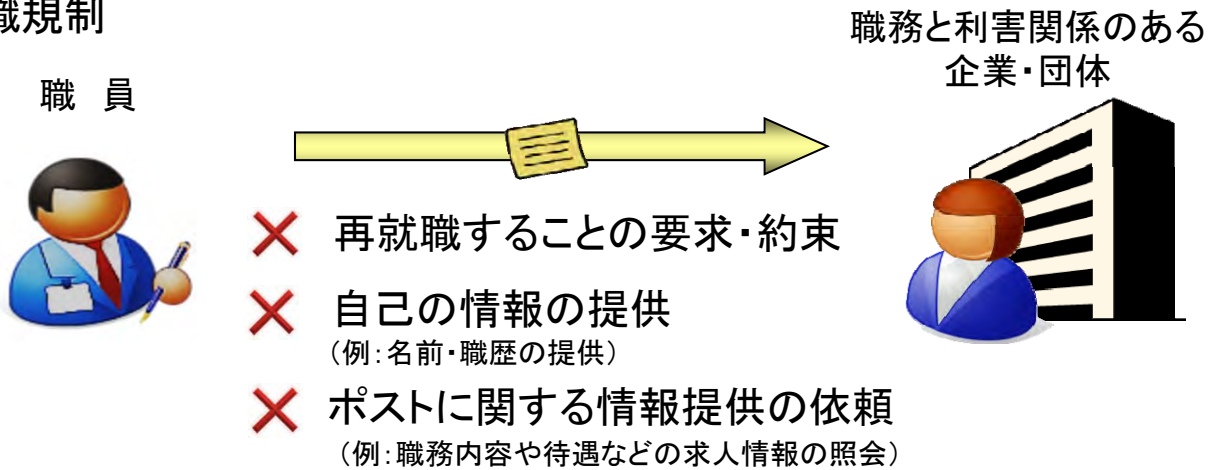 職規制
職 員
職務と利害関係のある
企業・団体
再就職することの要求・約束
自己の情報の提供
（例：名前・職歴の提供）
ポストに関する情報提供の依頼
（例：職務内容や待遇などの求人情報の照会）